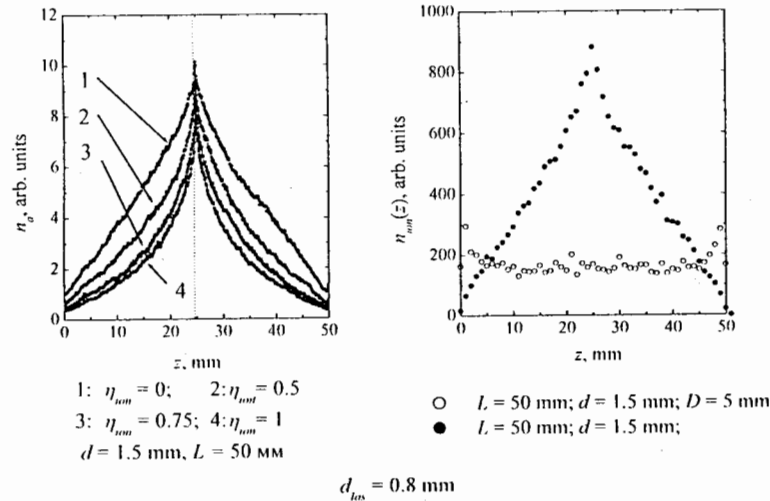 12
10
8
6
4
2
0
n_a, arb. units
1
2
3
4
0 10 20 30 40 50
z, mm
1: η_ion = 0; 2: η_ion = 0.5
3: η_ion = 0.75; 4: η_ion = 1
d = 1.5 mm, L = 50 мм
1000
800
600
400
200
0
n_ion(z), arb. units
0 10 20 30 40 50
z, mm
○ L = 50 mm; d = 1.5 mm; D = 5 mm
● L = 50 mm; d = 1.5 mm;
d_las = 0.8 mm